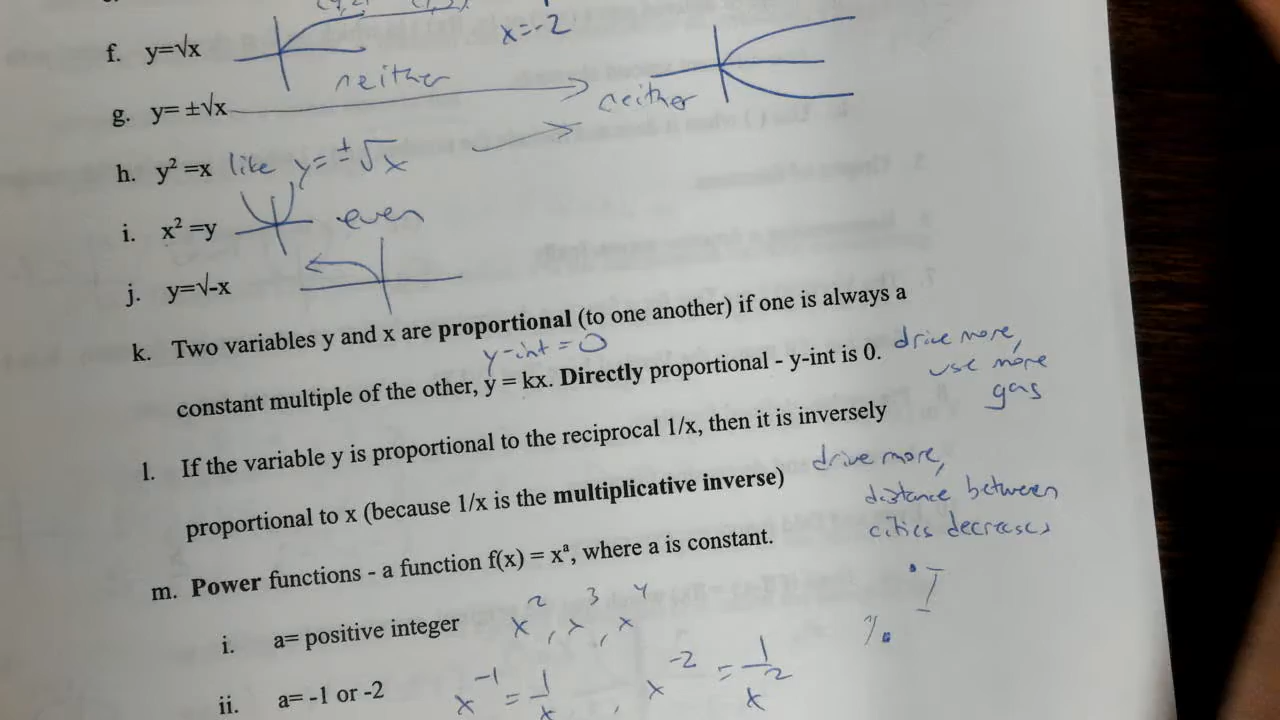 x=-2
f. y=√x
neither
g. y= ±√x
neither
h. y² =x like y=±√x
i. x² =y even
j. y=√-x
k. Two variables y and x are proportional (to one another) if one is always a
y-int = 0
constant multiple of the other, y = kx. Directly proportional - y-int is 0.
drive more,
use more
gas
l. If the variable y is proportional to the reciprocal 1/x, then it is inversely
proportional to x (because 1/x is the multiplicative inverse)
drive more,
distance between
cities decreases
m. Power functions - a function f(x) = xᵃ, where a is constant.
i. a= positive integer x², x³, x⁴
ii. a= -1 or -2 x⁻¹ = 1/x, x⁻² = 1/x²